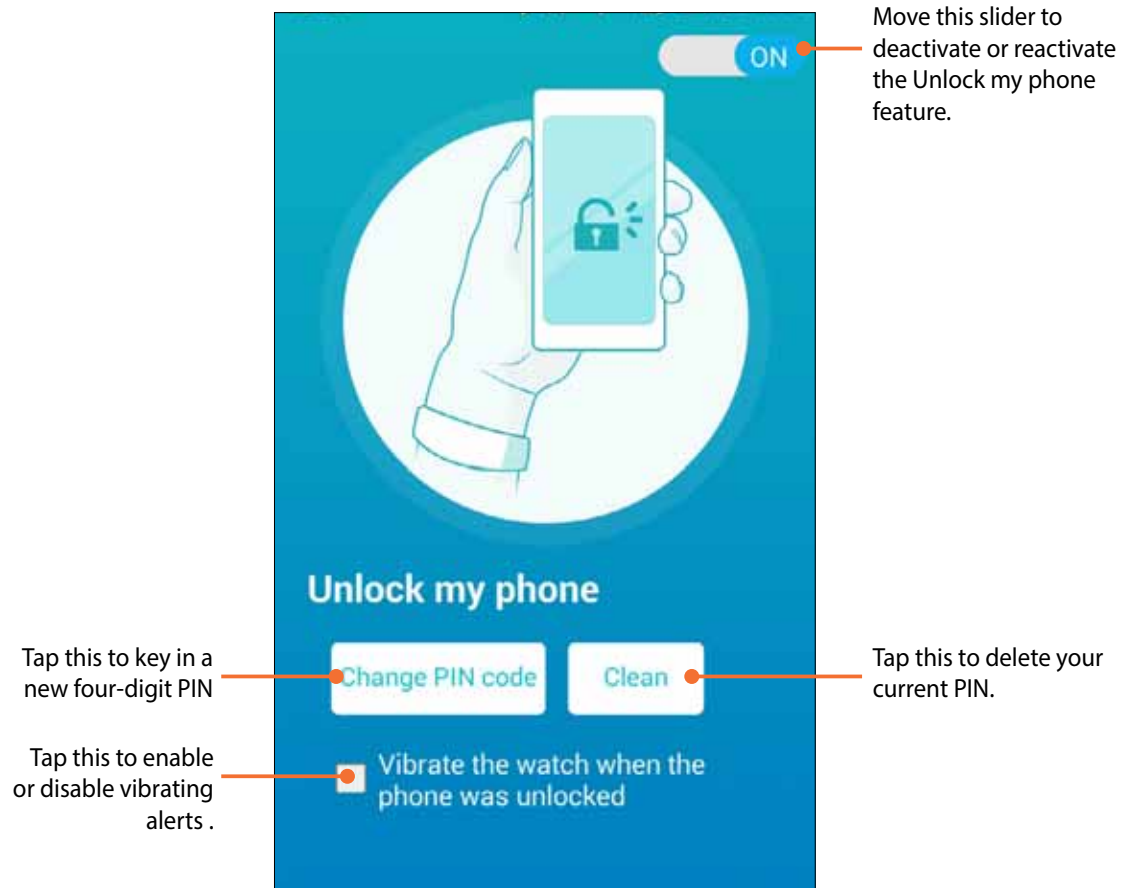 Move this slider to
deactivate or reactivate
the Unlock my phone
feature.
ON
Unlock my phone
Tap this to key in a
new four-digit PIN
Change PIN code
Clean
Tap this to delete your
current PIN.
Tap this to enable
or disable vibrating
alerts .
Vibrate the watch when the
phone was unlocked